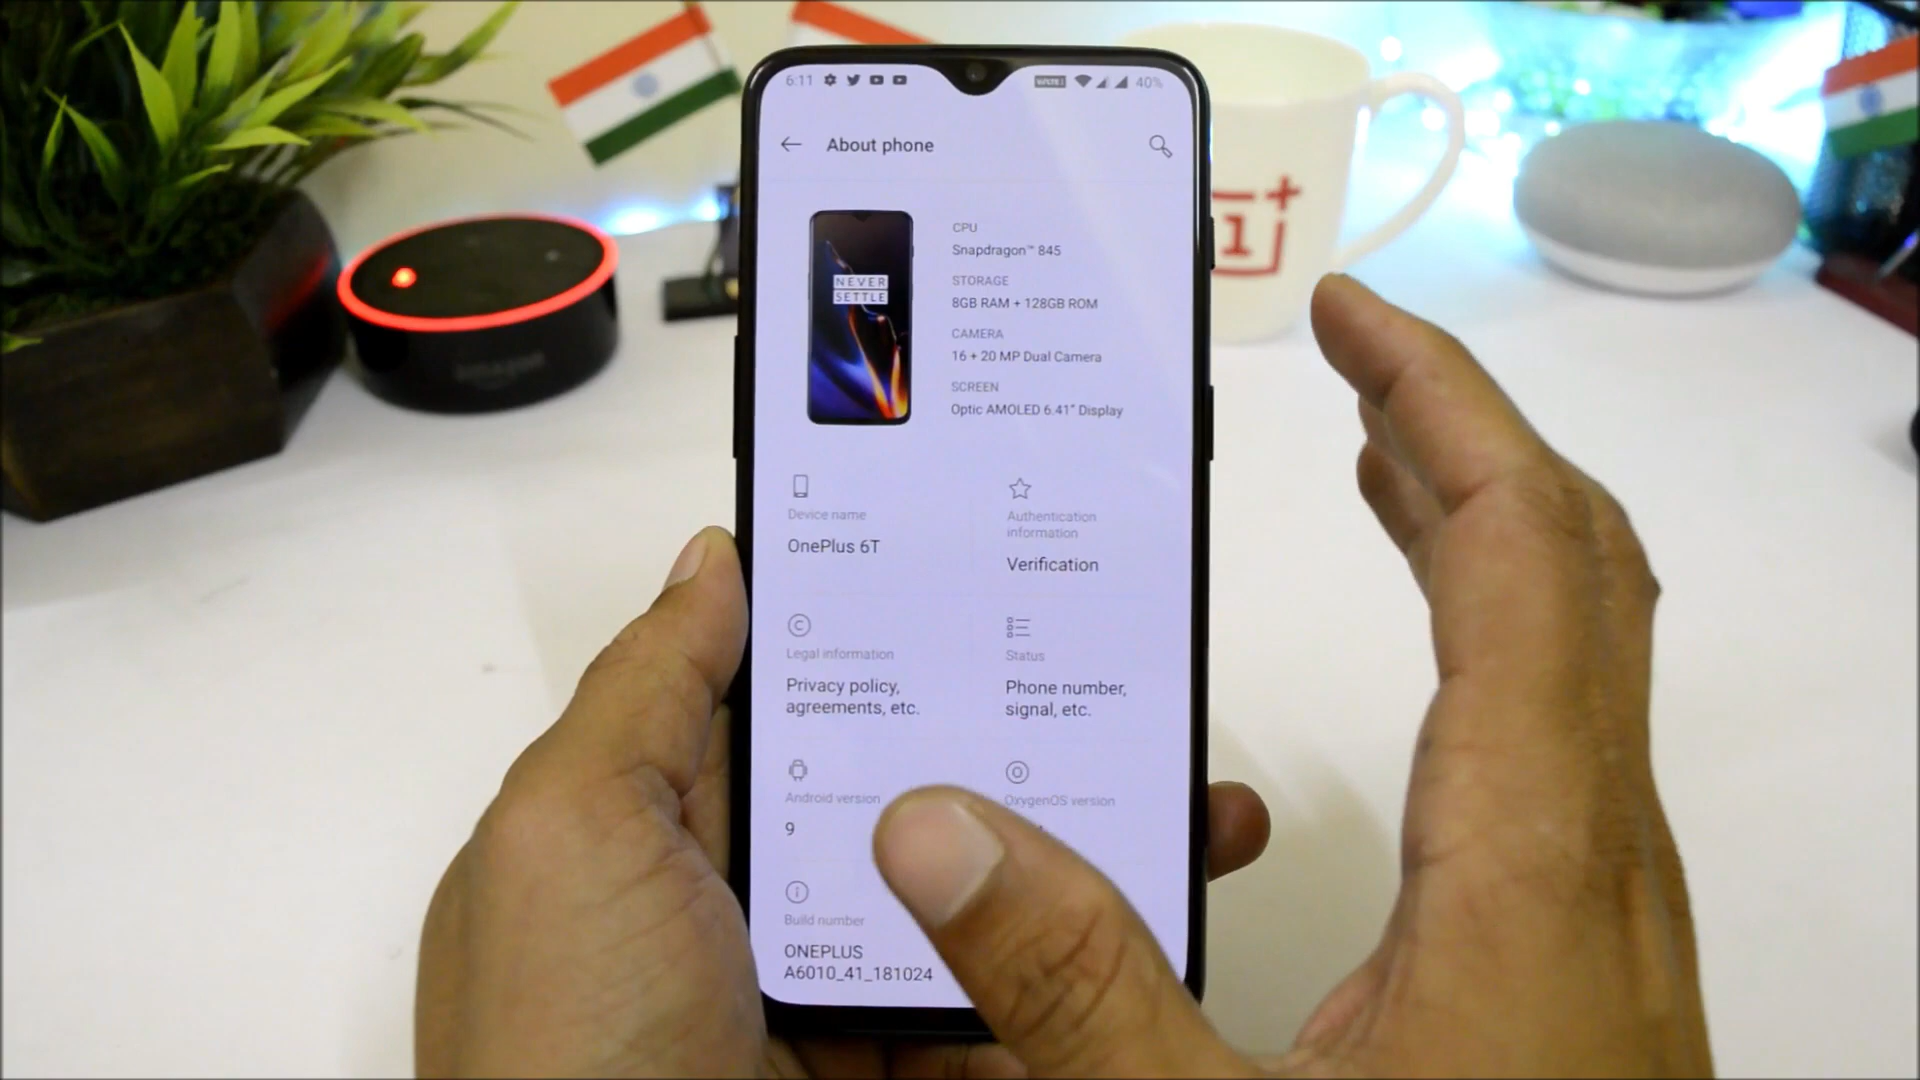 6:11
40%
About phone
NEVER
SETTLE
CPU
Snapdragon™ 845
STORAGE
8GB RAM + 128GB ROM
CAMERA
16 + 20 MP Dual Camera
SCREEN
Optic AMOLED 6.41" Display
Device name
OnePlus 6T
Authentication
information
Verification
Legal information
Privacy policy,
agreements, etc.
Status
Phone number,
signal, etc.
Android version
9
OxygenOS version
Build number
ONEPLUS
A6010_41_181024
amazon
1+